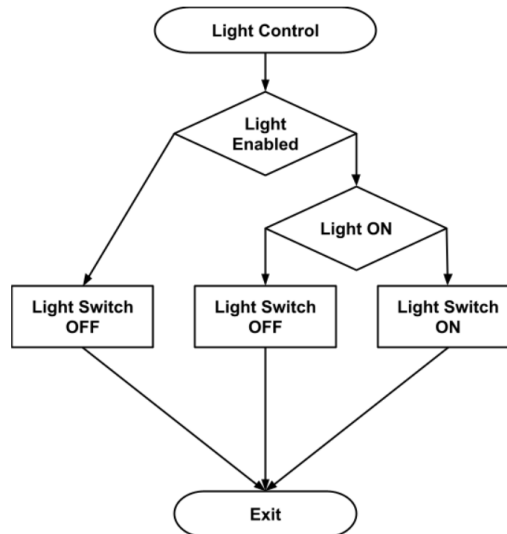 Light Control
Light
Enabled
Light ON
Light Switch
OFF
Light Switch
OFF
Light Switch
ON
Exit